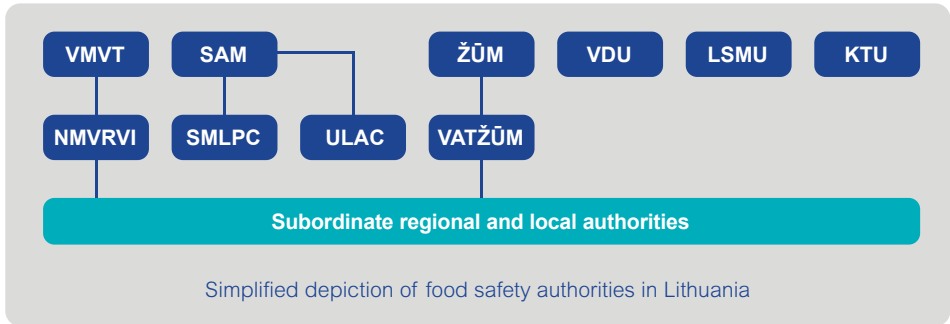 VMVT
SAM
ŽŪM
VDU
LSMU
KTU
NMVRVI
SMLPC
ULAC
VATŽŪM
Subordinate regional and local authorities
Simplified depiction of food safety authorities in Lithuania